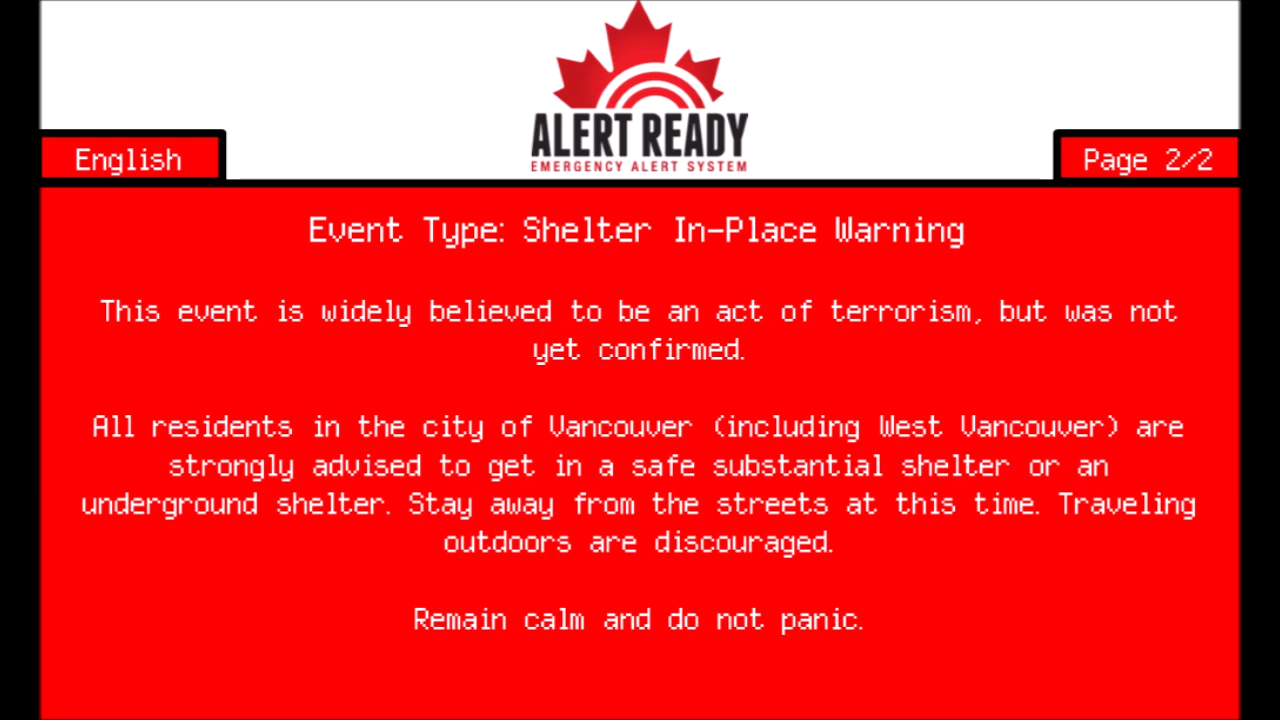 ALERT READY
EMERGENCY ALERT SYSTEM
English
Page 2/2
Event Type: Shelter In-Place Warning
This event is widely believed to be an act of terrorism, but was not
yet confirmed.
All residents in the city of Vancouver (including West Vancouver) are
strongly advised to get in a safe substantial shelter or an
underground shelter. Stay away from the streets at this time. Traveling
outdoors are discouraged.
Remain calm and do not panic.